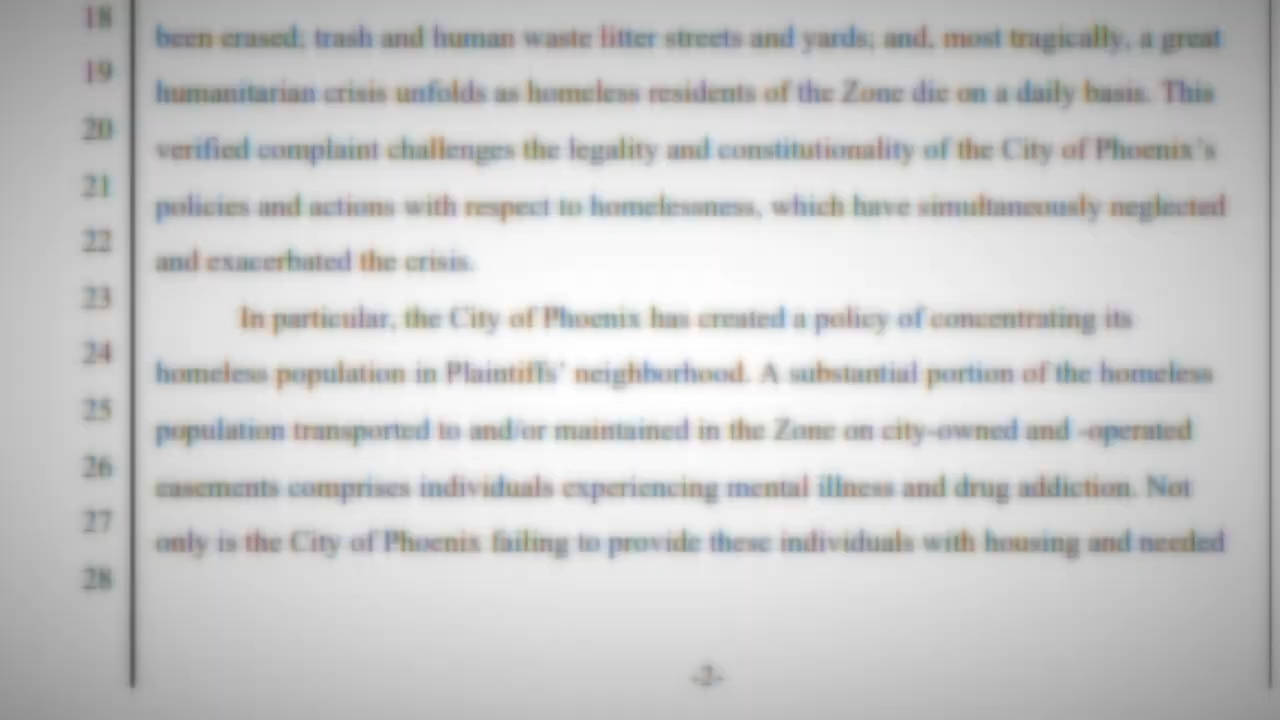 18
been erased; trash and human waste litter streets and yards; and, most tragically, a great
19
humanitarian crisis unfolds as homeless residents of the Zone die on a daily basis. This
20
verified complaint challenges the legality and constitutionality of the City of Phoenix's
21
policies and actions with respect to homelessness, which have simultaneously neglected
22
and exacerbated the crisis.
23
In particular, the City of Phoenix has created a policy of concentrating its
24
homeless population in Plaintiffs' neighborhood. A substantial portion of the homeless
25
population transported to and/or maintained in the Zone on city-owned and -operated
26
easements comprises individuals experiencing mental illness and drug addiction. Not
27
only is the City of Phoenix failing to provide these individuals with housing and needed
28
-2-